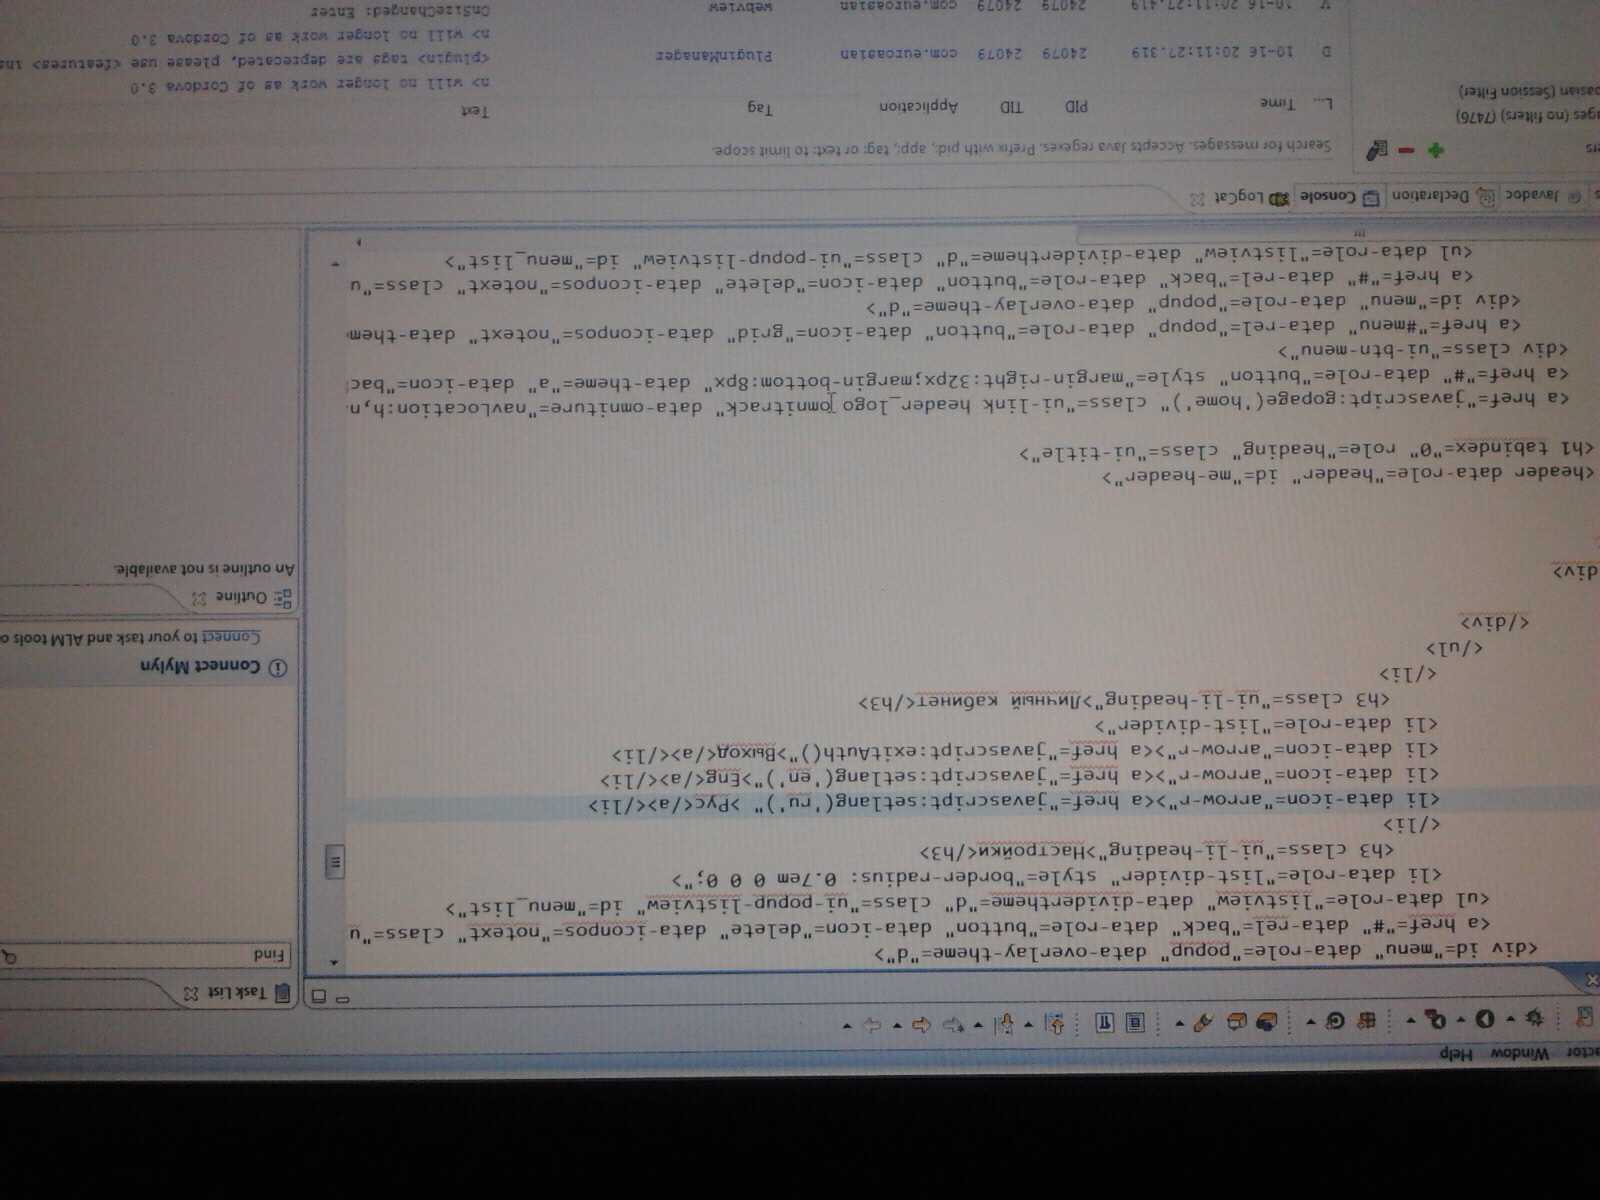 actor Window Help
Task List
Find
<div id="menu" data-role="popup" data-overlay-theme="d">
<a href="#" data-rel="back" data-role="button" data-icon="delete" data-iconpos="notext" class="u
<ul data-role="listview" data-dividertheme="d" class="ui-popup-listview" id="menu_list">
<li data-role="list-divider" style="border-radius: 0.7em 0 0 0;">
<h3 class="ui-li-heading">Настройки</h3>
</li>
<li data-icon="arrow-r"><a href="javascript:setlang('ru')" >Рус</a></li>
<li data-icon="arrow-r"><a href="javascript:setlang('en')">Eng</a></li>
<li data-icon="arrow-r"><a href="javascript:exitAuth()">Выход</a></li>
<li data-role="list-divider">
<h3 class="ui-li-heading">Личный кабинет</h3>
</li>
</ul>
</div>
div>
<header data-role="header" id="me-header">
<h1 tabindex="0" role="heading" class="ui-title">
<a href="javascript:gopage('home')" class="ui-link header_logo omnitrack" data-omniture="navLocation:h,n
<a href="#" data-role="button" style="margin-right:32px;margin-bottom:8px" data-theme="a" data-icon="bac
<div class="ui-btn-menu">
<a href="#menu" data-rel="popup" data-role="button" data-icon="grid" data-iconpos="notext" data-them
<div id="menu" data-role="popup" data-overlay-theme="d">
<a href="#" data-rel="back" data-role="button" data-icon="delete" data-iconpos="notext" class="u
<ul data-role="listview" data-dividertheme="d" class="ui-popup-listview" id="menu_list">
Connect Mylyn
Connect to your task and ALM tools o
Outline
An outline is not available.
s @ Javadoc Declaration Console LogCat
ers
Search for messages. Accepts Java regexes. Prefix with pid:, app:, tag: or text: to limit scope.
ages (no filters) (7476)
oasian (Session Filter)
L... Time PID TID Application Tag Text
n> will no longer work as of Cordova 3.0
D 10-16 20:11:27.319 24079 24079 com.euroasian PluginManager <plugin> tags are deprecated, please use <features> ins
n> will no longer work as of Cordova 3.0
V 10-16 20:11:27.419 24079 24079 com.euroasian webview OnSizeChanged: Enter